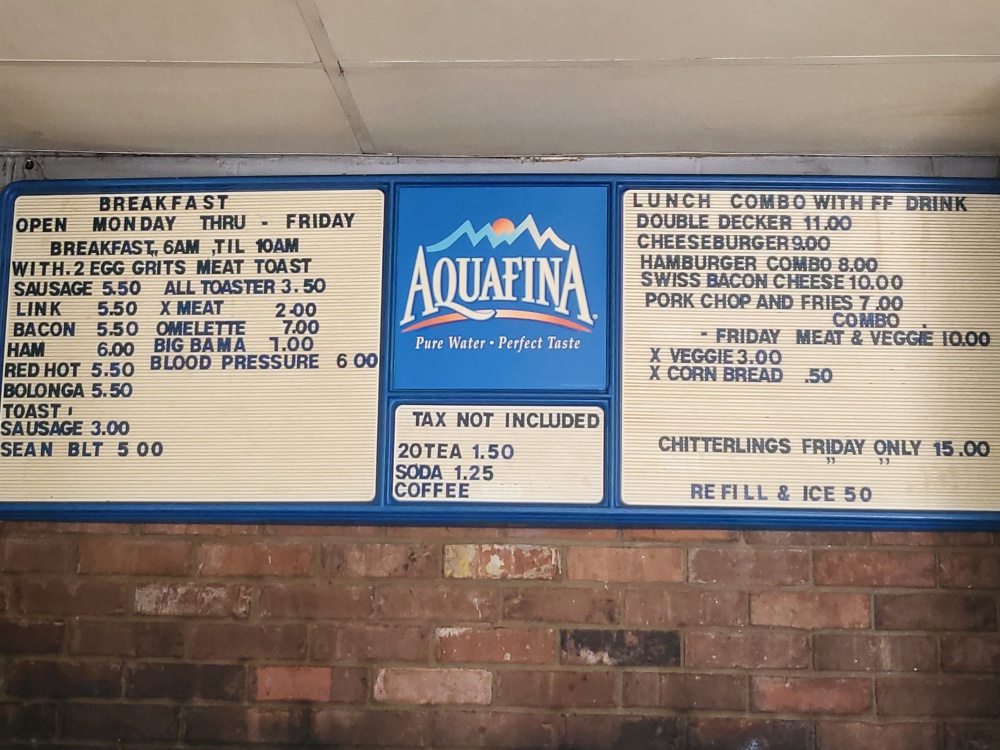 BREAKFAST
OPEN MONDAY THRU - FRIDAY
BREAKFAST,, 6AM ,TIL 10AM
WITH.2 EGG GRITS MEAT TOAST
SAUSAGE 5.50 ALL TOASTER 3.50
LINK 5.50 X MEAT 2.00
BACON 5.50 OMELETTE 7.00
HAM 6.00 BIG BAMA 7.00
RED HOT 5.50 BLOOD PRESSURE 6 00
BOLONGA 5.50
TOAST '
SAUSAGE 3.00
SEAN BLT 5 00
AQUAFINA
Pure Water • Perfect Taste
TAX NOT INCLUDED
20TEA 1.50
SODA 1.25
COFFEE
LUNCH COMBO WITH FF DRINK
DOUBLE DECKER 11.00
CHEESEBURGER 9.00
HAMBURGER COMBO 8.00
SWISS BACON CHEESE 10.00
PORK CHOP AND FRIES 7.00
COMBO .
- FRIDAY MEAT & VEGGIE 10.00
X VEGGIE 3.00
X CORN BREAD .50
CHITTERLINGS FRIDAY ONLY 15.00
,, ,,
REFILL & ICE 50